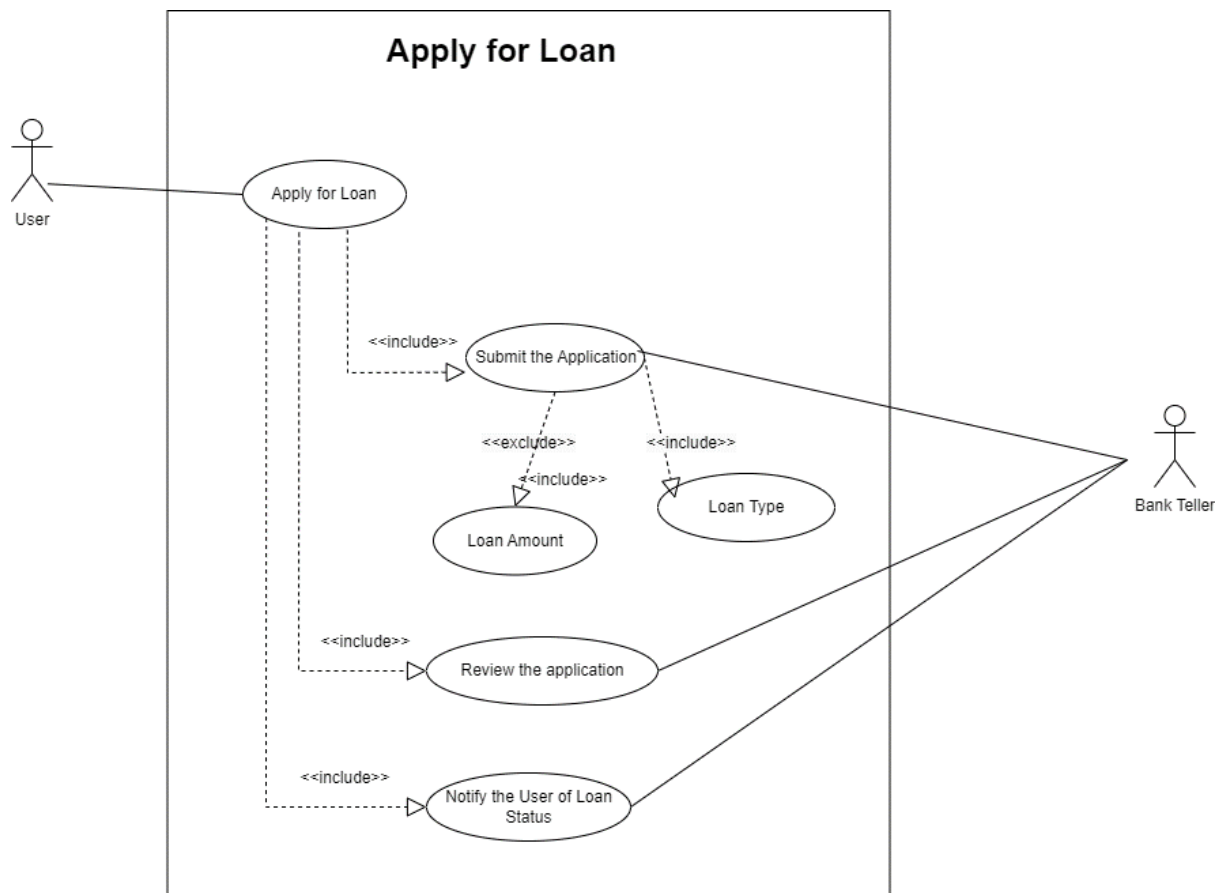 Apply for Loan
Apply for Loan
User
<<include>>
Submit the Application
<<exclude>>
<<include>>
<<include>>
Loan Type
Loan Amount
Bank Teller
<<include>>
Review the application
<<include>>
Notify the User of Loan
Status